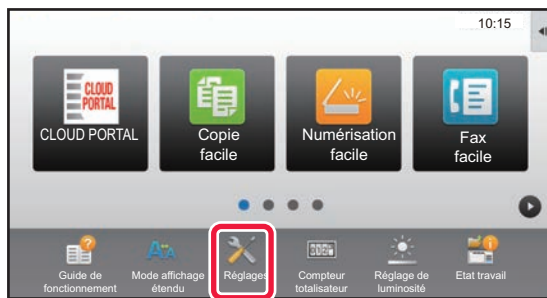 10:15
CLOUD
PORTAL
CLOUD PORTAL
Copie
facile
Numérisation
facile
Fax
facile
Guide de
fonctionnement
Mode affichage
étendu
Réglages
Compteur
totalisateur
Réglage de
luminosité
Etat travail